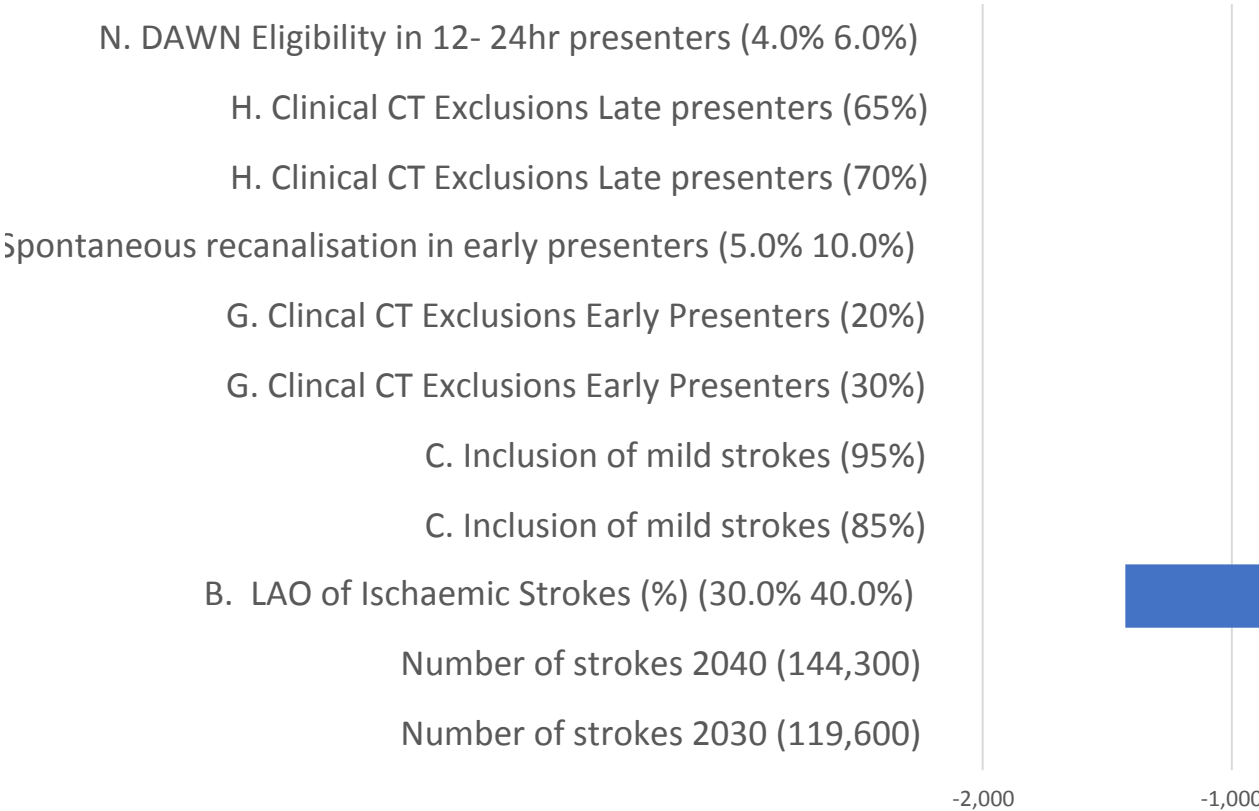 N. DAWN Eligibility in 12- 24hr presenters (4.0% 6.0%)
H. Clinical CT Exclusions Late presenters (65%)
H. Clinical CT Exclusions Late presenters (70%)
Spontaneous recanalisation in early presenters (5.0% 10.0%)
G. Clincal CT Exclusions Early Presenters (20%)
G. Clincal CT Exclusions Early Presenters (30%)
C. Inclusion of mild strokes (95%)
C. Inclusion of mild strokes (85%)
B. LAO of Ischaemic Strokes (%) (30.0% 40.0%)
Number of strokes 2040 (144,300)
Number of strokes 2030 (119,600)
-2,000 -1,000